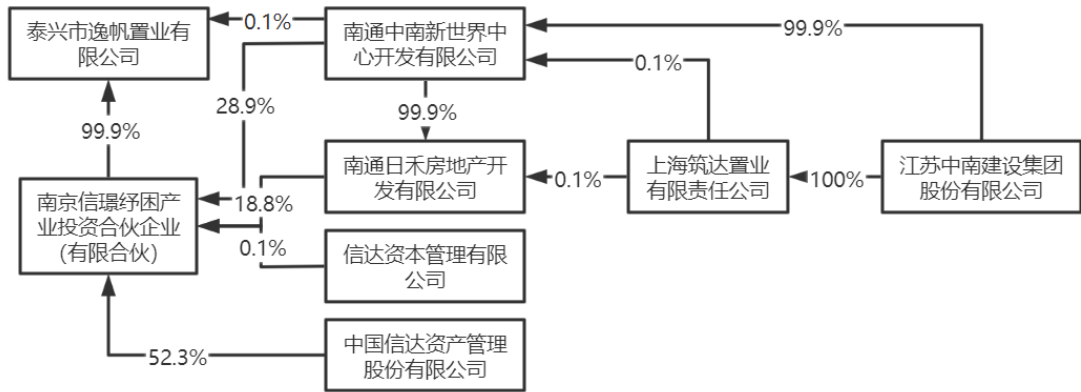 泰兴市逸帆置业有
限公司
0.1%
南通中南新世界中
心开发有限公司
99.9%
0.1%
28.9%
99.9%
99.9%
南通日禾房地产开
发有限公司
0.1%
上海筑达置业
有限责任公司
100%
江苏中南建设集团
股份有限公司
南京信璟纾困产
业投资合伙企业
（有限合伙）
18.8%
0.1%
信达资本管理有限
公司
52.3%
中国信达资产管理
股份有限公司